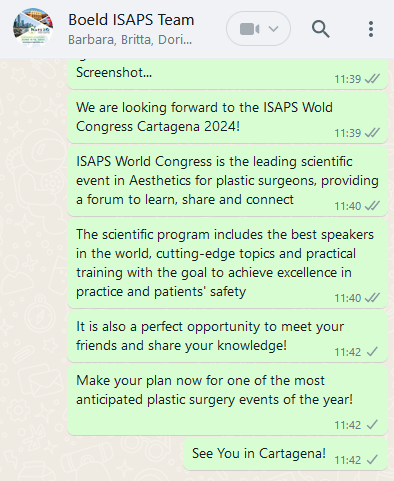 Boeld ISAPS Team
Barbara, Britta, Dori...
Screenshot...
11:39
We are looking forward to the ISAPS Wold
Congress Cartagena 2024!
11:39
ISAPS World Congress is the leading scientific
event in Aesthetics for plastic surgeons, providing
a forum to learn, share and connect
11:40
The scientific program includes the best speakers
in the world, cutting-edge topics and practical
training with the goal to achieve excellence in
practice and patients' safety
11:40
It is also a perfect opportunity to meet your
friends and share your knowledge!
11:42
Make your plan now for one of the most
anticipated plastic surgery events of the year!
11:42
See You in Cartagena!
11:42